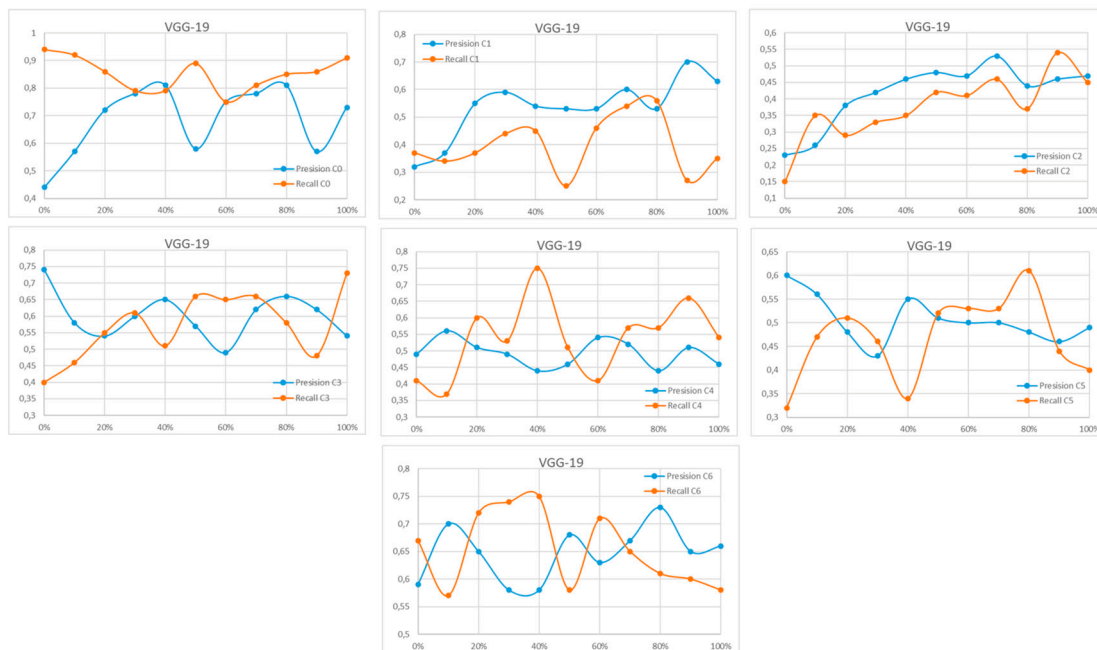 VGG-19
1
0,9
0,8
0,7
0,6
0,5
0,4
Presision C0
Recall C0
0% 20% 40% 60% 80% 100%
VGG-19
0,8
0,7
0,6
0,5
0,4
0,3
0,2
Presision C1
Recall C1
0% 20% 40% 60% 80% 100%
VGG-19
0,6
0,55
0,5
0,45
0,4
0,35
0,3
0,25
0,2
0,15
0,1
Presision C2
Recall C2
0% 20% 40% 60% 80% 100%
VGG-19
0,8
0,75
0,7
0,65
0,6
0,55
0,5
0,45
0,4
0,35
0,3
Presision C3
Recall C3
0% 20% 40% 60% 80% 100%
VGG-19
0,8
0,75
0,7
0,65
0,6
0,55
0,5
0,45
0,4
0,35
0,3
Presision C4
Recall C4
0% 20% 40% 60% 80% 100%
VGG-19
0,65
0,6
0,55
0,5
0,45
0,4
0,35
0,3
Presision C5
Recall C5
0% 20% 40% 60% 80% 100%
VGG-19
0,8
0,75
0,7
0,65
0,6
0,55
0,5
Presision C6
Recall C6
0% 20% 40% 60% 80% 100%